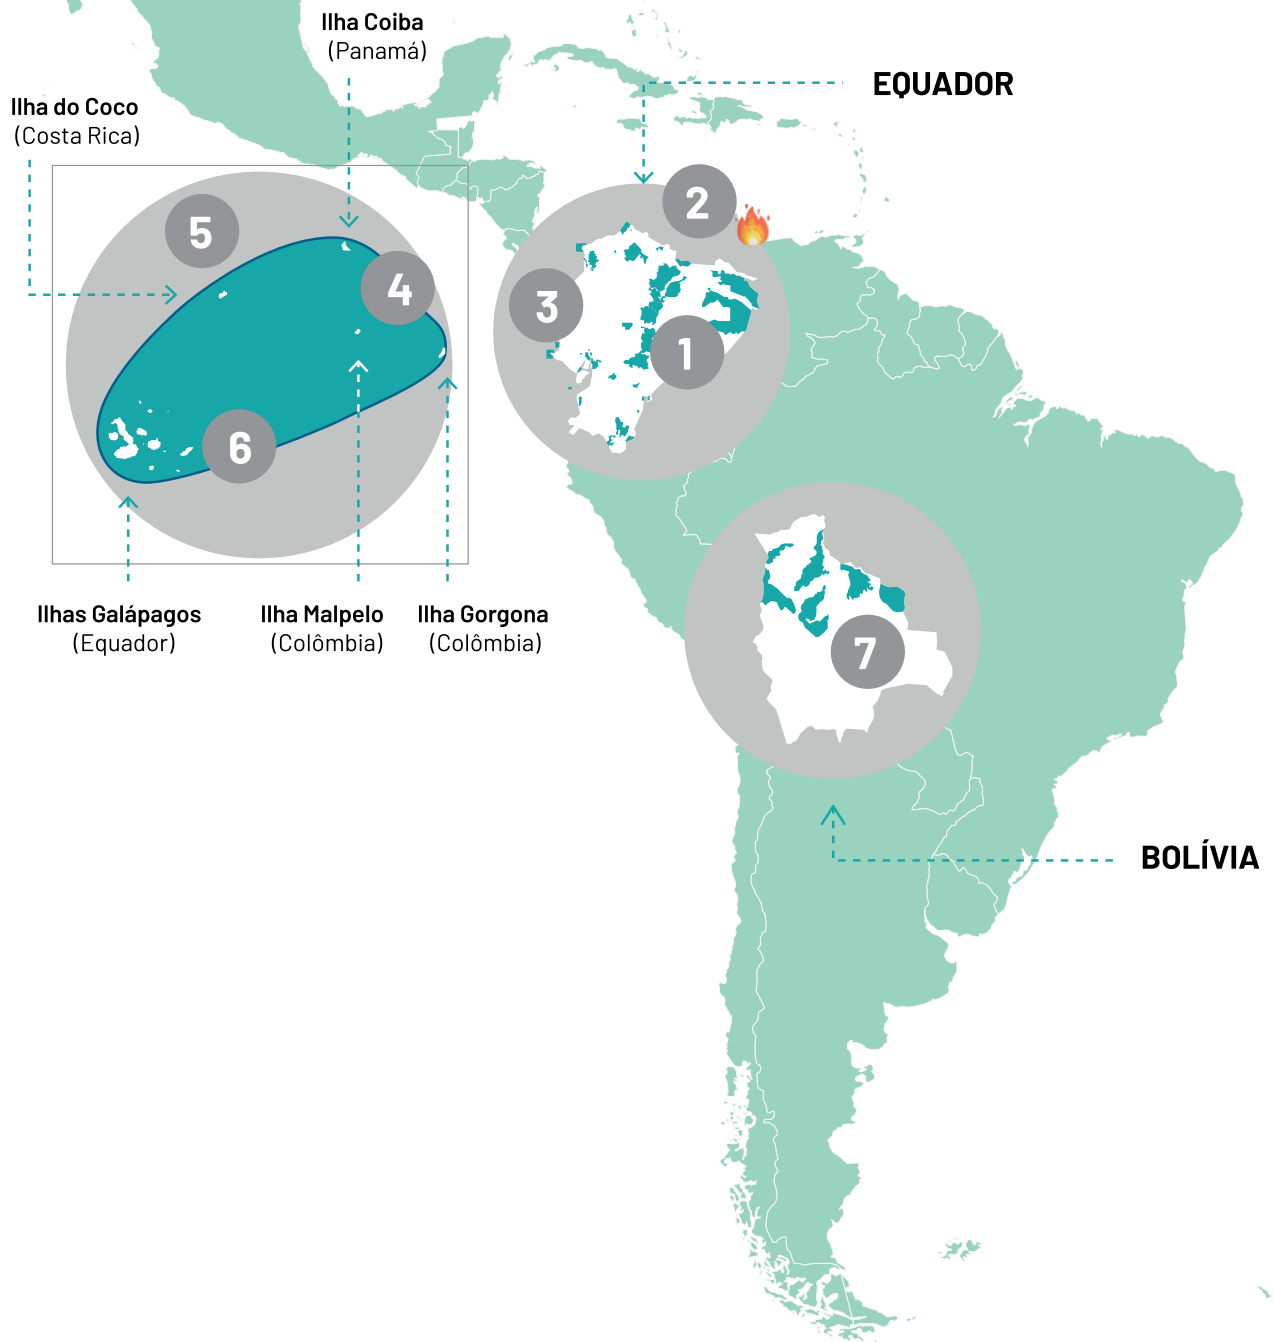 Ilha Coiba
(Panamá)
EQUADOR
Ilha do Coco
(Costa Rica)
2
5
4
3
1
6
Ilhas Galápagos
(Equador)
Ilha Malpelo
(Colômbia)
Ilha Gorgona
(Colômbia)
7
BOLÍVIA